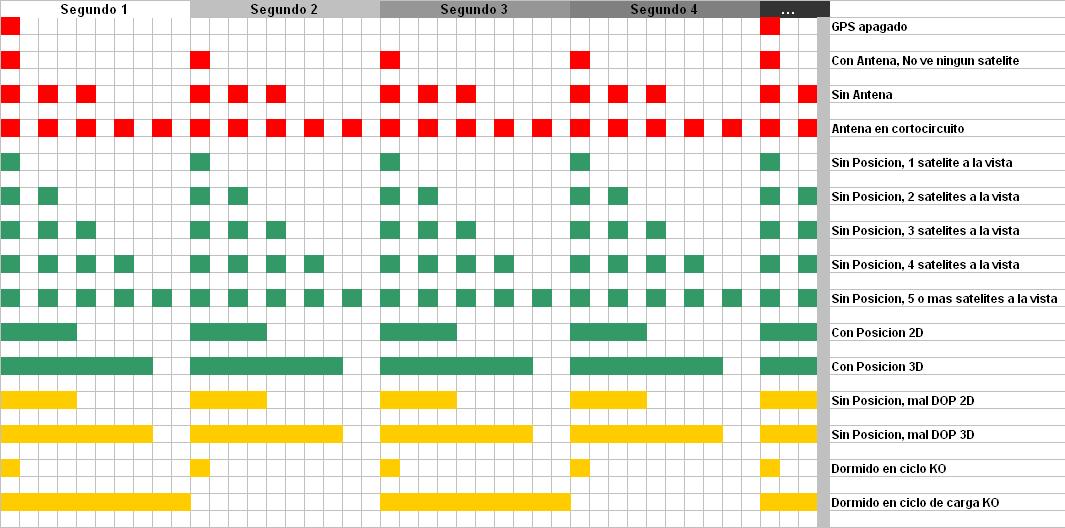 Segundo 1 Segundo 2 Segundo 3 Segundo 4 ...
GPS apagado
Con Antena, No ve ningun satelite
Sin Antena
Antena en cortocircuito
Sin Posicion, 1 satelite a la vista
Sin Posicion, 2 satelites a la vista
Sin Posicion, 3 satelites a la vista
Sin Posicion, 4 satelites a la vista
Sin Posicion, 5 o mas satelites a la vista
Con Posicion 2D
Con Posicion 3D
Sin Posicion, mal DOP 2D
Sin Posicion, mal DOP 3D
Dormido en ciclo KO
Dormido en ciclo de carga KO